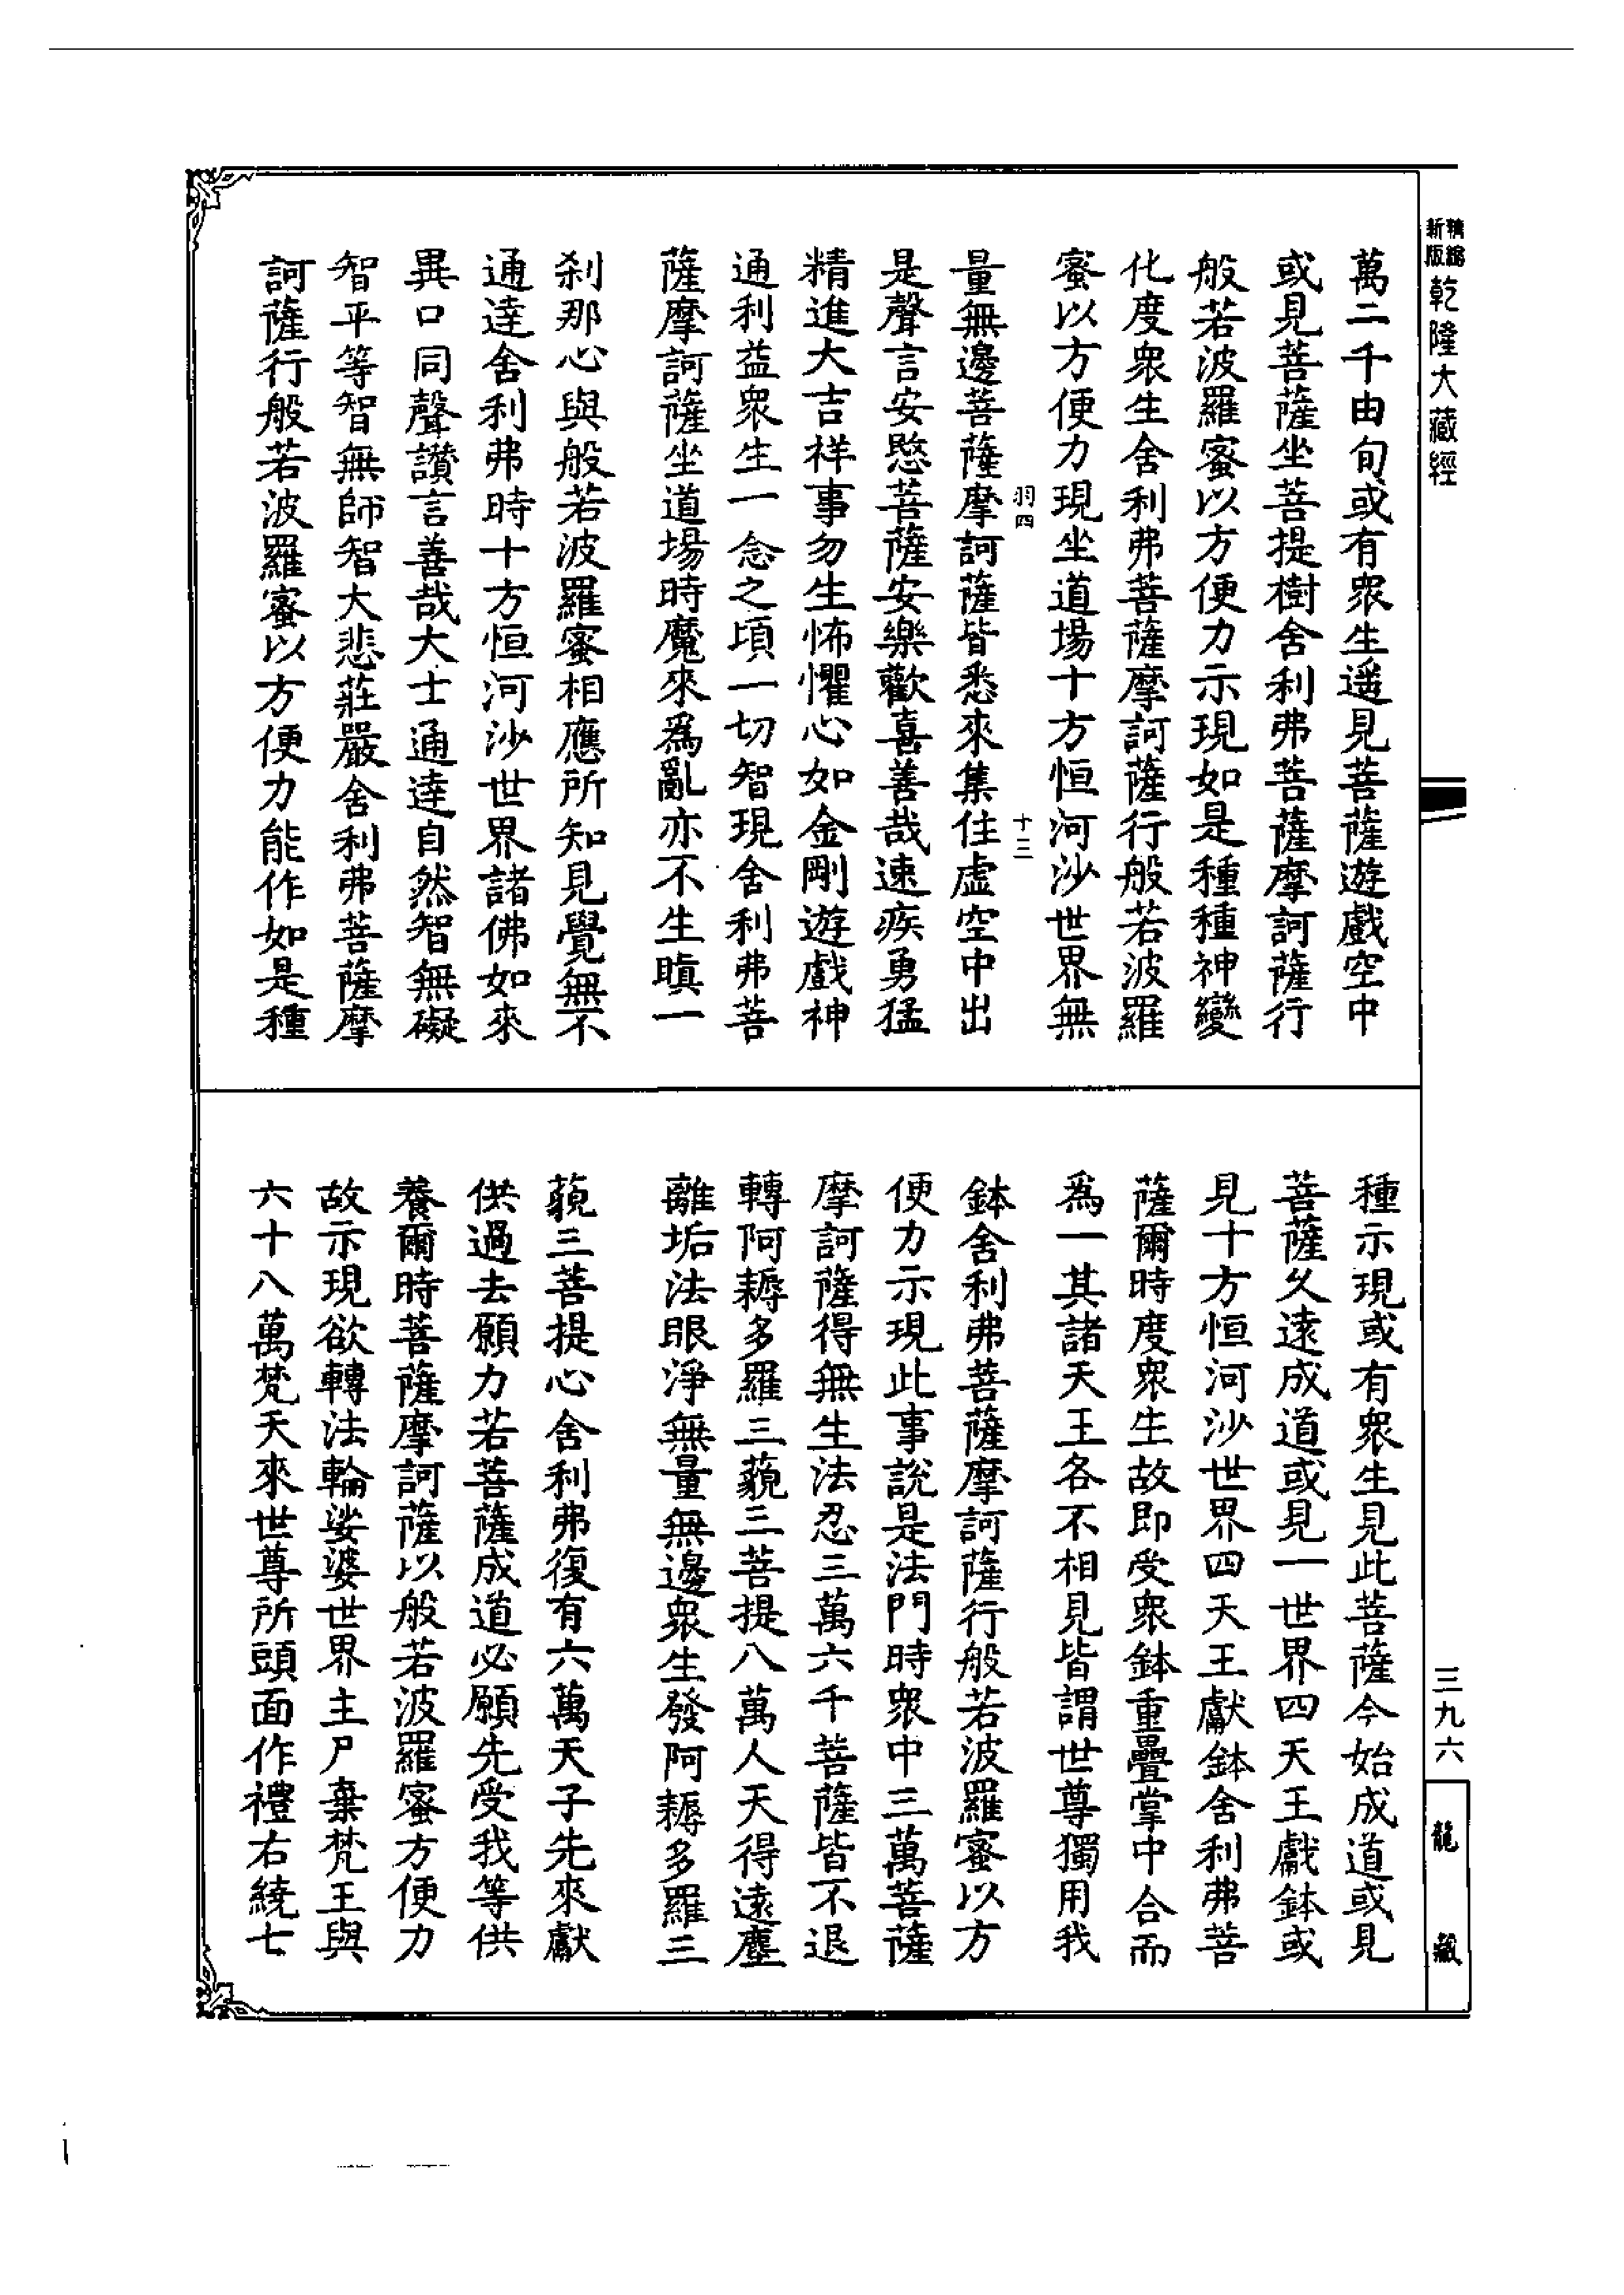 精編新版乾隆大藏經
萬二千由旬或有衆生遥見菩薩遊戲空中
或見菩薩坐菩提樹舍利弗菩薩摩訶薩行
般若波羅蜜以方便力示現如是種種神變
化度衆生舍利弗菩薩摩訶薩行般若波羅
蜜以方便力現坐道場十方恒河沙世界無
羽四 十三
量無邊菩薩摩訶薩皆悉來集住虚空中出
是聲言安慰菩薩安樂歡喜善哉速疾勇猛
精進大吉祥事勿生怖懼心如金剛遊戲神
通利益衆生一念之頃一切智現舍利弗菩
薩摩訶薩坐道場時魔來爲亂亦不生瞋一
刹那心與般若波羅蜜相應所知見覺無不
通達舍利弗時十方恒河沙世界諸佛如來
異口同聲讚言善哉大士通達自然智無礙
智平等智無師智大悲莊嚴舍利弗菩薩摩
訶薩行般若波羅蜜以方便力能作如是種
種示現或有衆生見此菩薩今始成道或見
菩薩久遠成道或見一世界四天王獻鉢或
見十方恒河沙世界四天王獻鉢舍利弗菩
薩爾時度衆生故即受衆鉢重疊掌中合而
爲一其諸天王各不相見皆謂世尊獨用我
鉢舍利弗菩薩摩訶薩行般若波羅蜜以方
便力示現此事說是法門時衆中三萬菩薩
摩訶薩得無生法忍三萬六千菩薩皆不退
轉阿耨多羅三藐三菩提八萬人天得遠塵
離垢法眼淨無量無邊衆生發阿耨多羅三
藐三菩提心舍利弗復有六萬天子先來獻
供過去願力若菩薩成道必願先受我等供
養爾時菩薩摩訶薩以般若波羅蜜方便力
故示現欲轉法輪娑婆世界主尸棄梵王與
六十八萬梵天來世尊所頭面作禮右繞七
三九六
龍藏